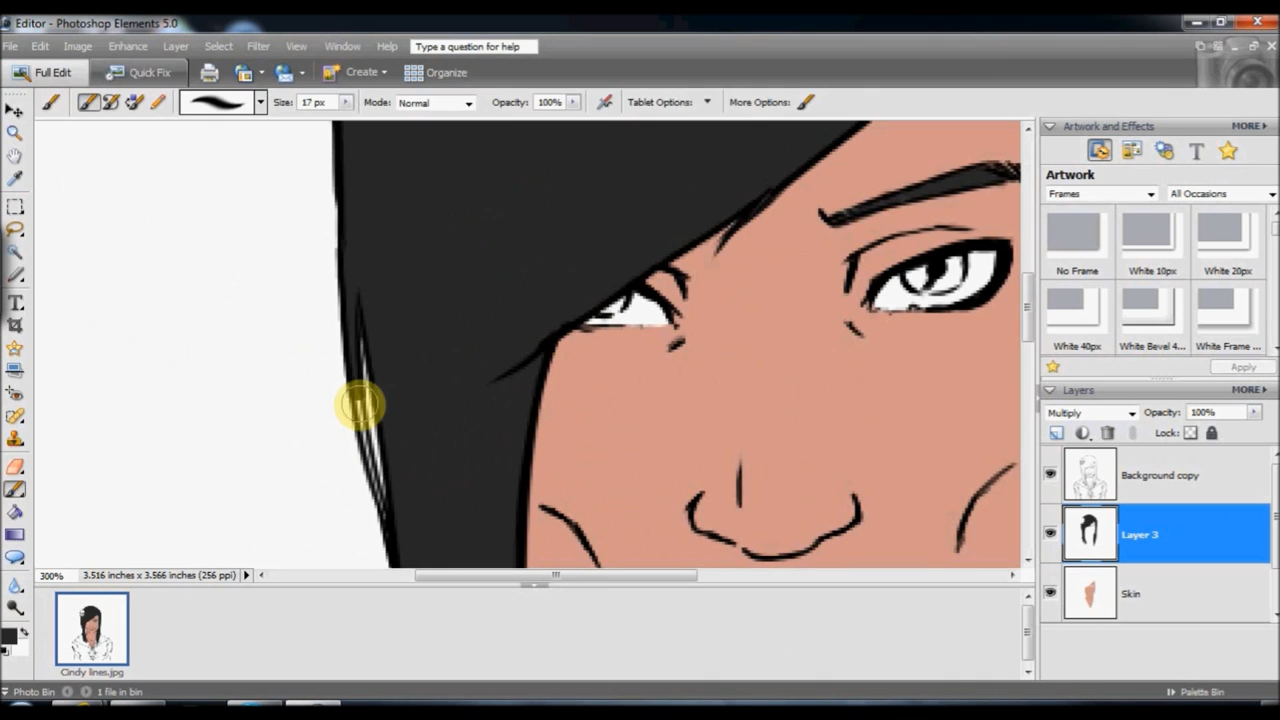 Editor - Photoshop Elements 5.0
File Edit Image Enhance Layer Select Filter View Window Help Type a question for help
Full Edit Quick Fix Create Organize
Size: 17 px Mode: Normal Opacity: 100% Tablet Options: More Options:
Artwork and Effects MORE
Artwork
Frames All Occasions
No Frame White 10px White 20px
White 40px White Bevel 4... White Frame ...
Apply
Layers MORE
Multiply Opacity: 100%
Lock:
Background copy
Layer 3
Skin
300% 3.516 inches x 3.566 inches (256 ppi)
Cindy lines.jpg
Photo Bin 1 file in bin Palette Bin